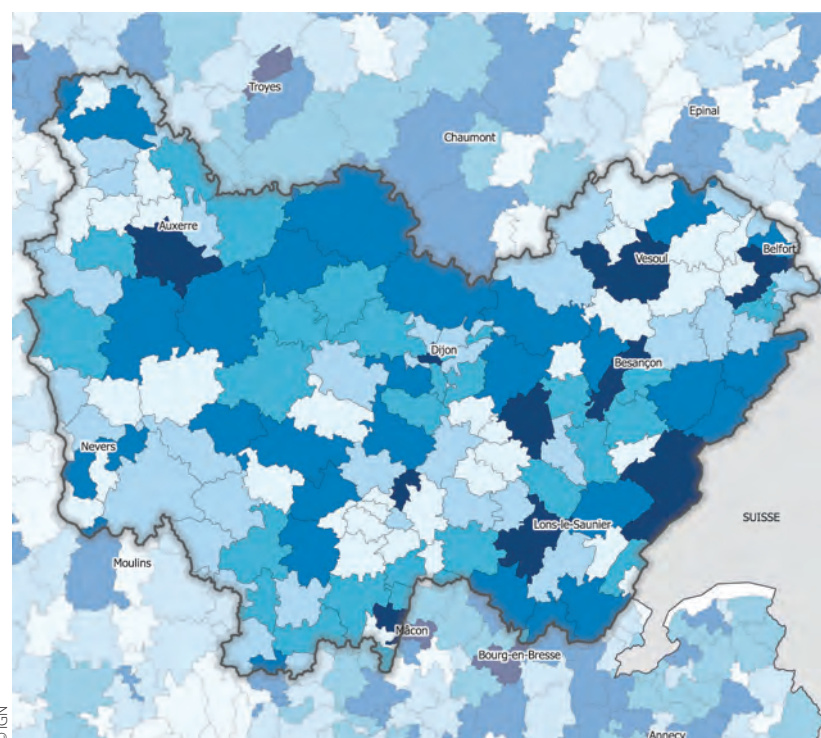 Troyes
Epinal
Chaumont
Auxerre
Vesoul
Belfort
Dijon
Besançon
Nevers
Lons-le-Saunier
SUISSE
Moulins
Mâcon
Bourg-en-Bresse
Annecy
IGN